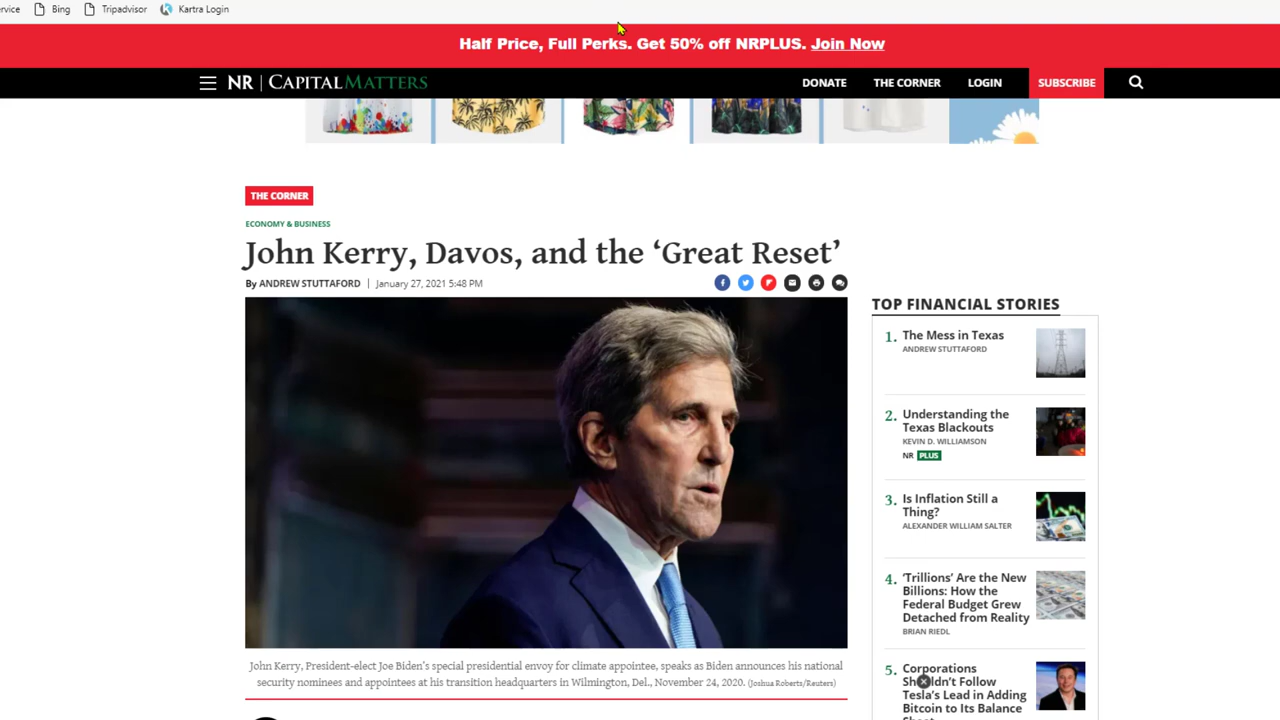 ervice Bing Tripadvisor Kartra Login
Half Price, Full Perks. Get 50% off NRPLUS. Join Now
NR | CAPITALMATTERS DONATE THE CORNER LOGIN SUBSCRIBE
THE CORNER
ECONOMY & BUSINESS
John Kerry, Davos, and the ‘Great Reset’
By ANDREW STUTTAFORD | January 27, 2021 5:48 PM
John Kerry, President-elect Joe Biden's special presidential envoy for climate appointee, speaks as Biden announces his national
security nominees and appointees at his transition headquarters in Wilmington, Del., November 24, 2020. (Joshua Roberts/Reuters)
TOP FINANCIAL STORIES
1. The Mess in Texas
ANDREW STUTTAFORD
2. Understanding the
Texas Blackouts
KEVIN D. WILLIAMSON
NR PLUS
3. Is Inflation Still a
Thing?
ALEXANDER WILLIAM SALTER
4. ‘Trillions’ Are the New
Billions: How the
Federal Budget Grew
Detached from Reality
BRIAN RIEDL
5. Corporations
Shouldn't Follow
Tesla's Lead in Adding
Bitcoin to Its Balance